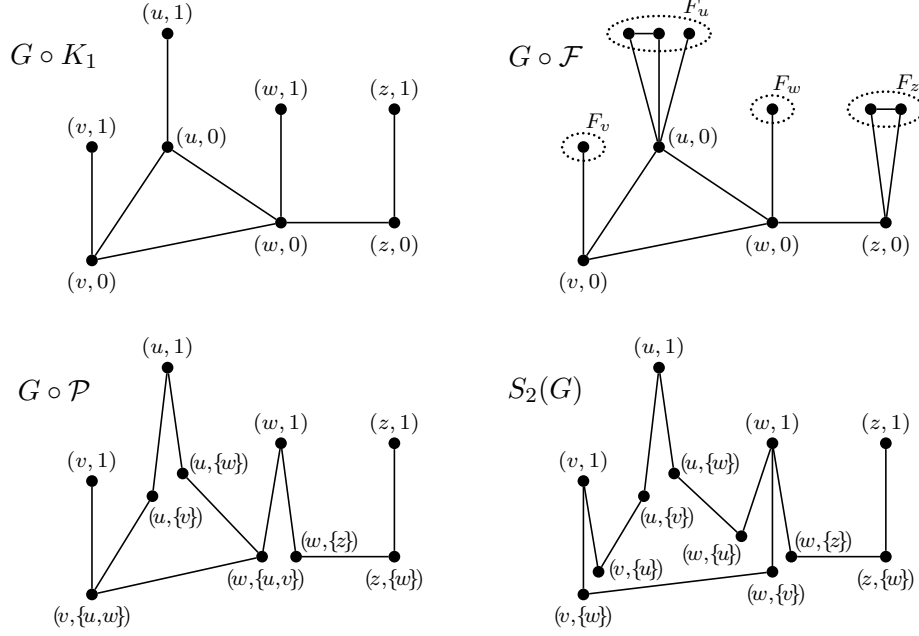 (u, 1)
G ∘ K₁
(w, 1)
(z, 1)
(v, 1)
(u, 0)
(w, 0)
(z, 0)
(v, 0)
F_u
G ∘ 𝓕
F_w
F_z
F_v
(u, 0)
(w, 0)
(z, 0)
(v, 0)
(u, 1)
G ∘ 𝓟
(w, 1)
(z, 1)
(v, 1)
(u,{w})
(u,{v})
(w,{z})
(w,{u,v})
(z,{w})
(v,{u,w})
(u, 1)
S₂(G)
(w, 1)
(z, 1)
(v, 1)
(u,{w})
(u,{v})
(w,{u})
(w,{z})
(v,{u})
(z,{w})
(w,{v})
(v,{w})